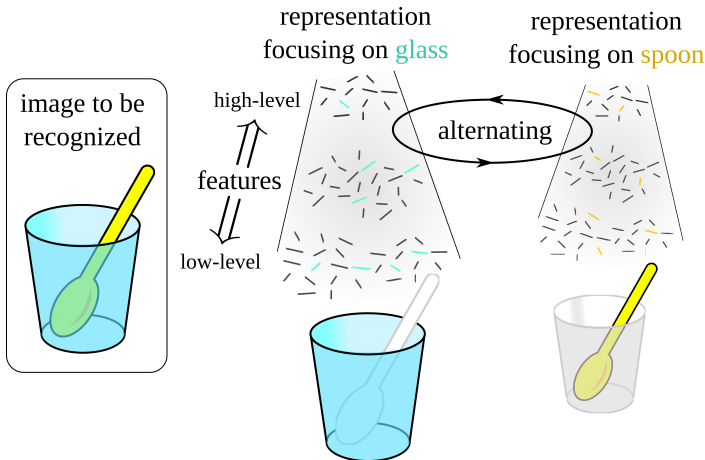 image to be
recognized
representation
focusing on glass
high-level
features
low-level
alternating
representation
focusing on spoon